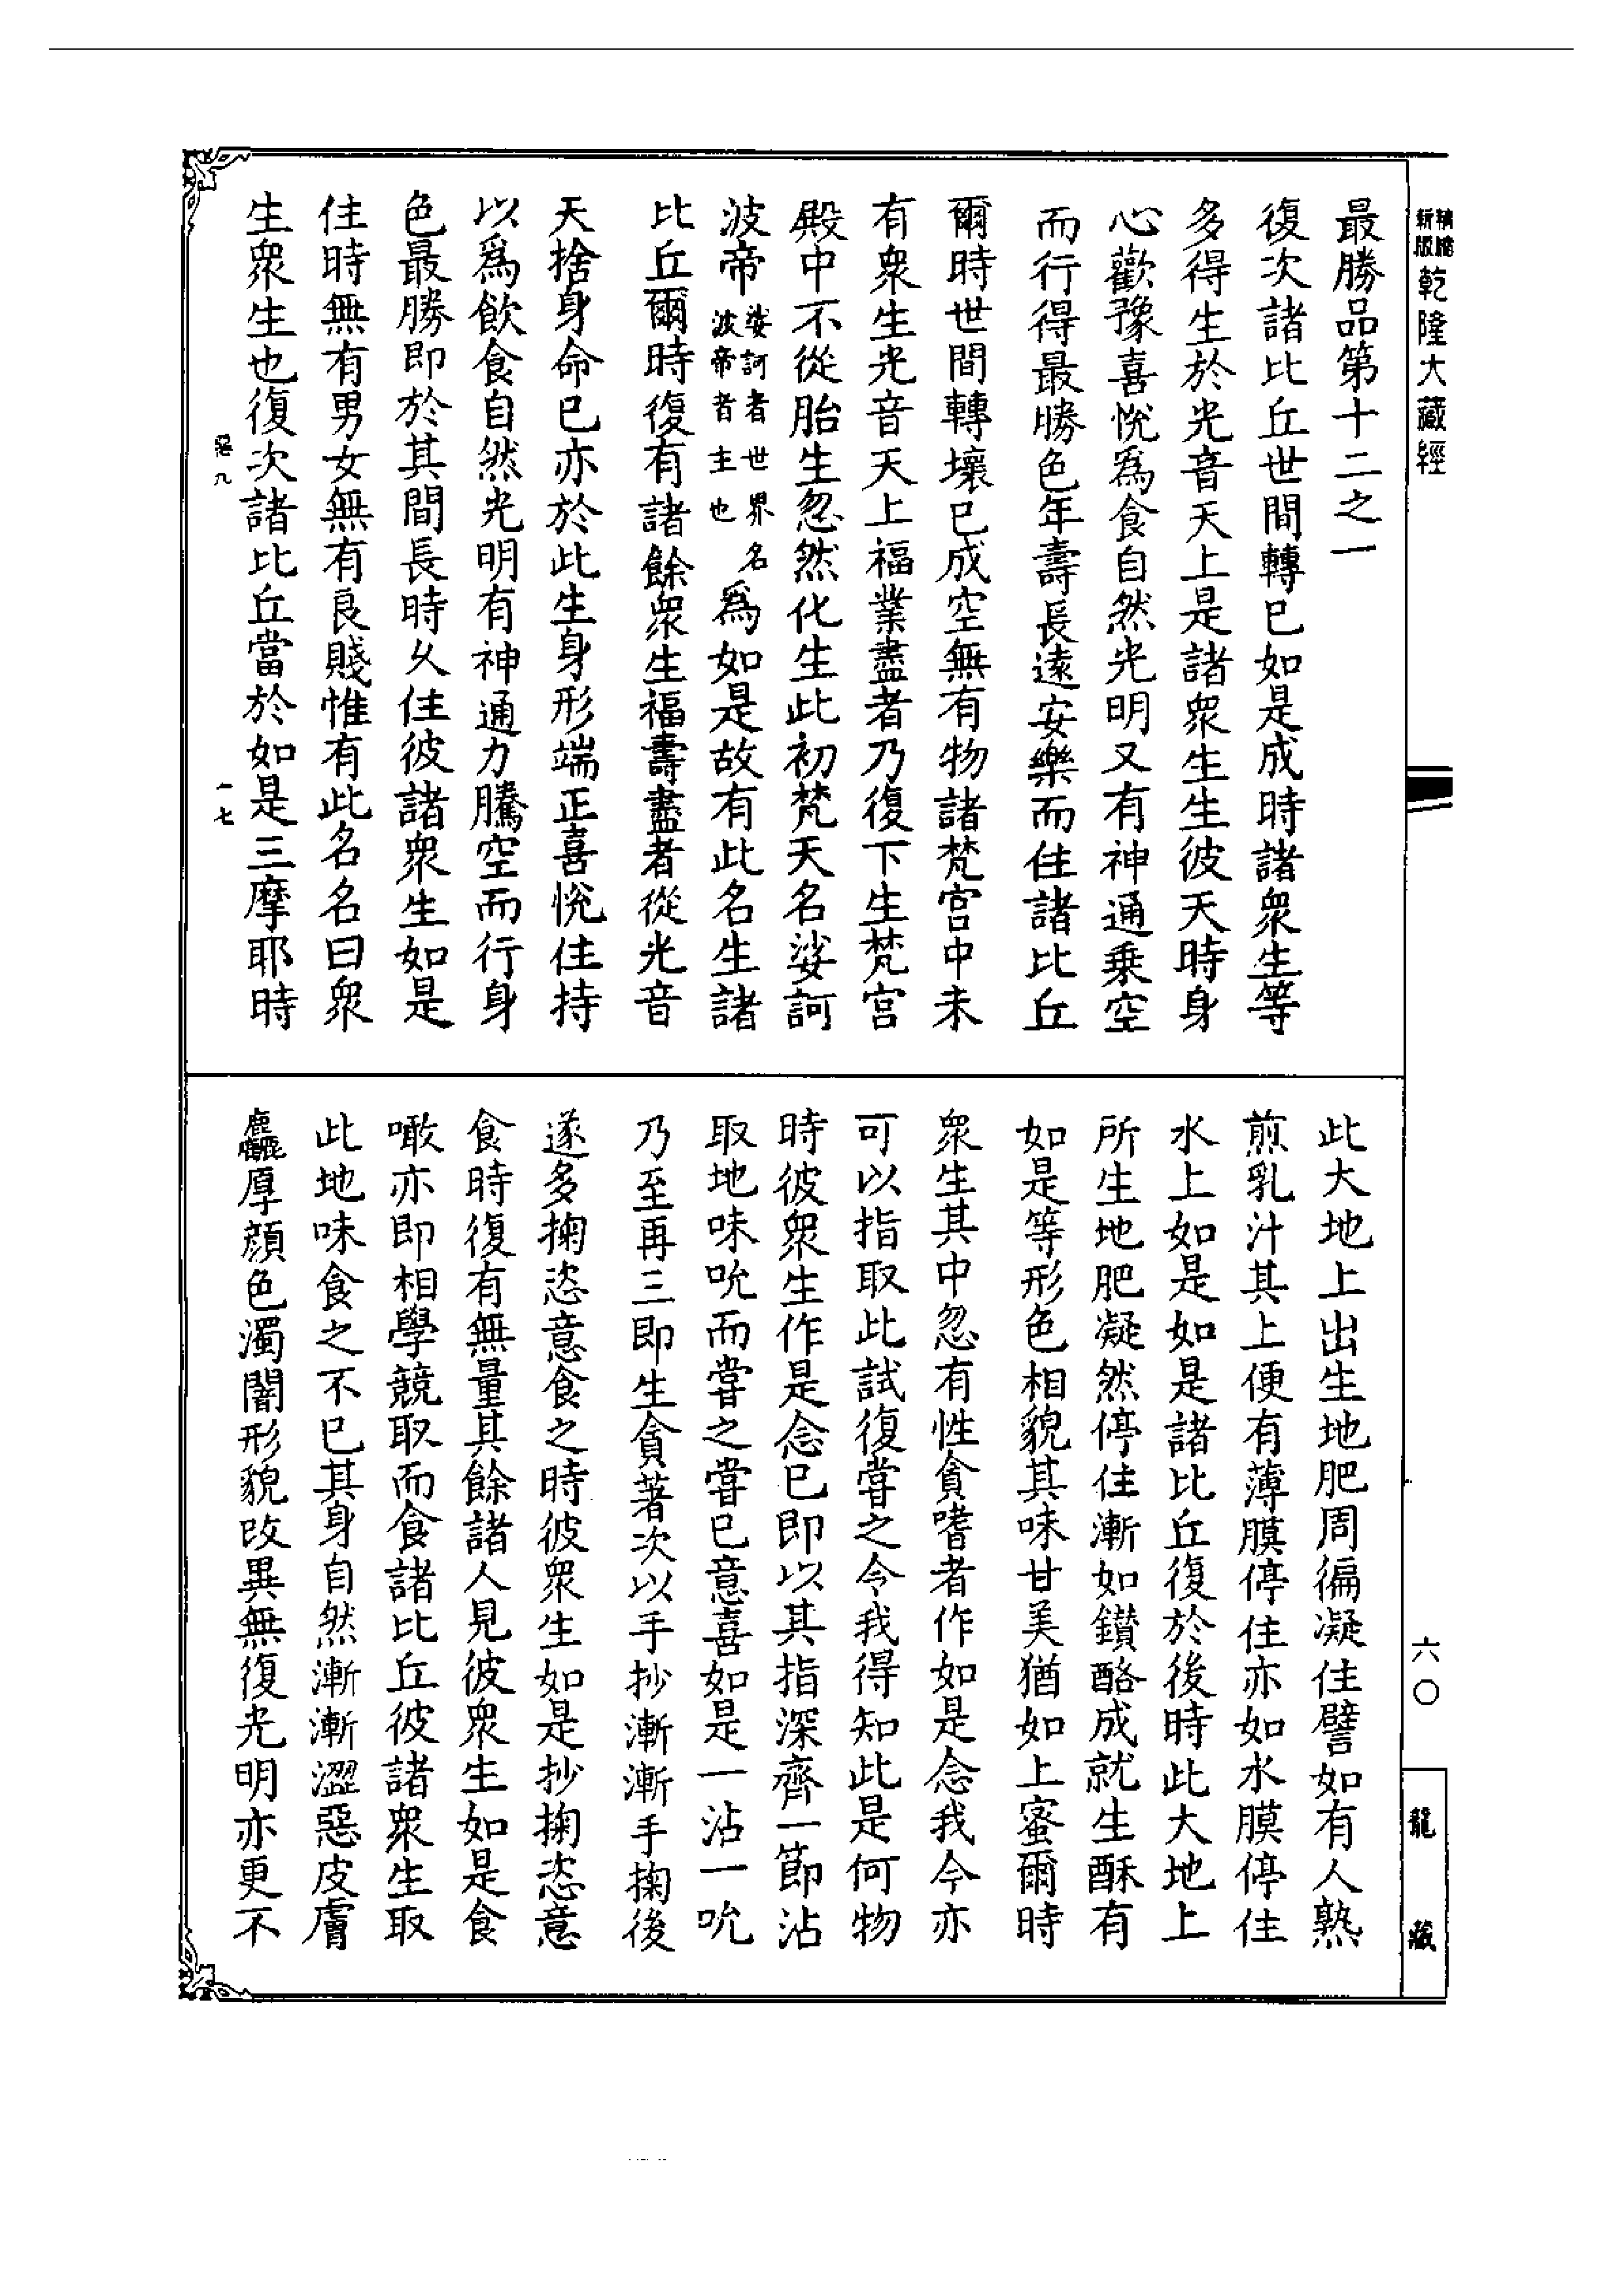 乾隆大藏經
最勝品第十二之一
復次諸比丘世間轉已如是成時諸衆生等
多得生於光音天上是諸衆生生彼天時身
心歡豫喜悅爲食自然光明又有神通乗空
而行得最勝色年壽長遠安樂而住諸比丘
爾時世間轉壞已成空無有物諸梵宮中未
有衆生光音天上福業盡者乃復下生梵宮
殿中不從胎生忽然化生此初梵天名娑訶
波帝娑訶者世界名波帝者主也爲如是故有此名生諸
比丘爾時復有諸餘衆生福壽盡者從光音
天捨身命已亦於此生身形端正喜悅住持
以爲飲食自然光明有神通力騰空而行身
色最勝即於其間長時久住彼諸衆生如是
住時無有男女無有良賤惟有此名名曰衆
生衆生也復次諸比丘當於如是三摩耶時
一七
此大地上出生地肥周徧凝住譬如有人熟
煎乳汁其上便有薄膜停住亦如水膜停住
水上如是如是諸比丘復於後時此大地上
所生地肥凝然停住漸如鑚酪成就生酥有
如是等形色相貌其味甘美猶如上蜜爾時
衆生其中忽有性貪嗜者作如是念我今亦
可以指取此試復嘗之令我得知此是何物
時彼衆生作是念已即以其指深齊一節沾
取地味吮而嘗之嘗已意喜如是一沾一吮
乃至再三即生貪著次以手抄漸漸手掬後
遂多掬恣意食之時彼衆生如是抄掬恣意
食時復有無量其餘諸人見彼衆生如是食
噉亦即相學競取而食諸比丘彼諸衆生取
此地味食之不已其身自然漸漸澀惡皮膚
麤厚顔色濁闇形貌改異無復光明亦更不
六〇
龍藏